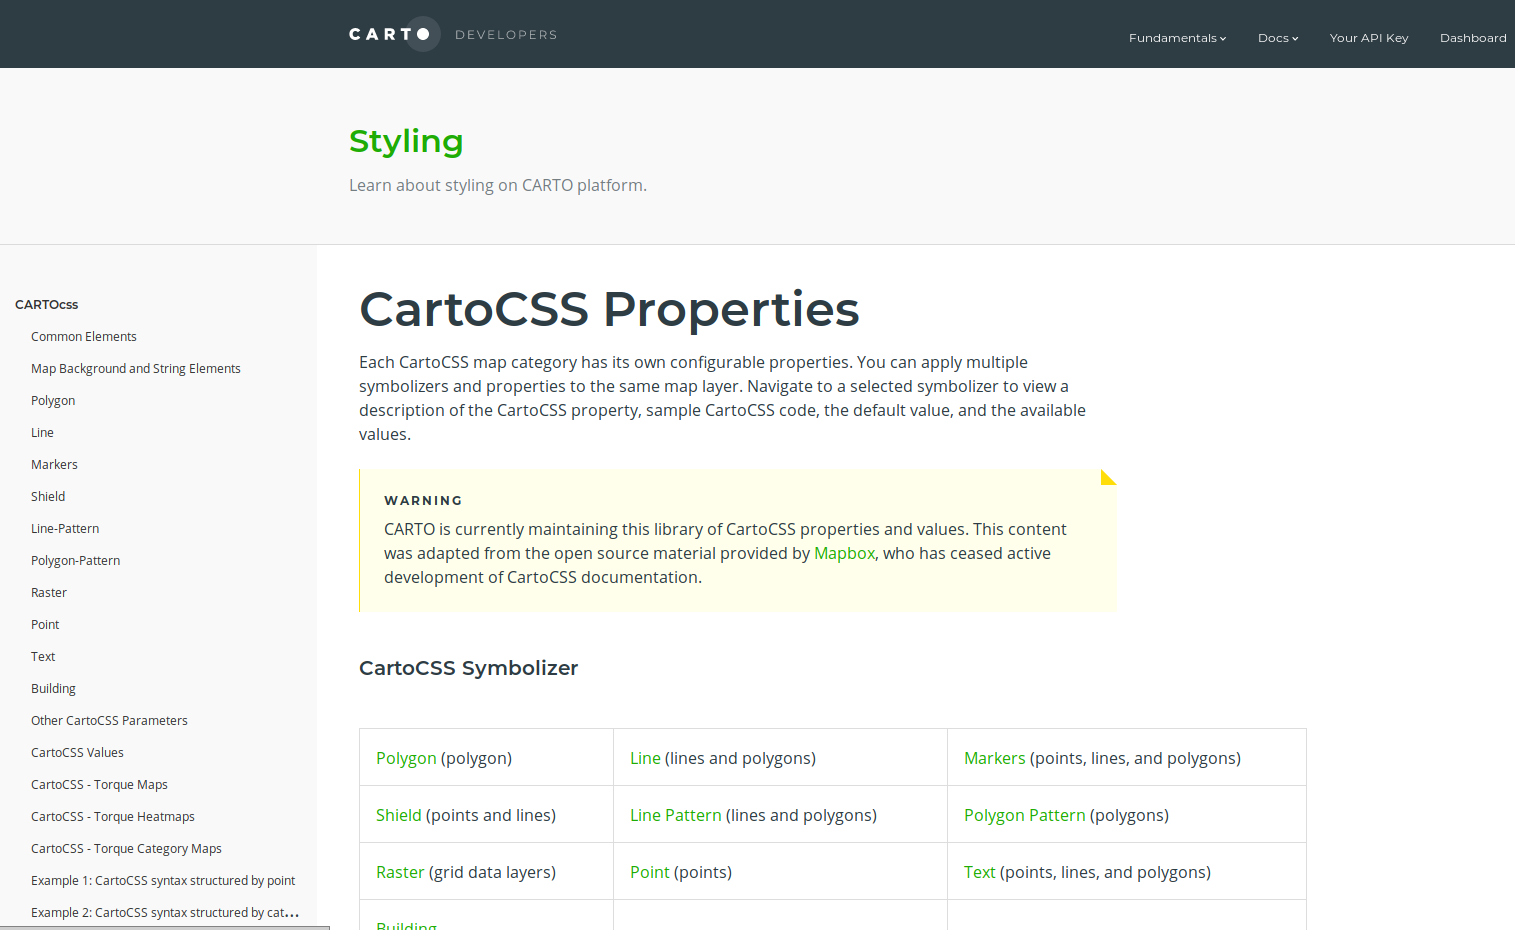 CARTO DEVELOPERS
Fundamentals Docs Your API Key Dashboard
Styling
Learn about styling on CARTO platform.
CARTOcss
Common Elements
Map Background and String Elements
Polygon
Line
Markers
Shield
Line-Pattern
Polygon-Pattern
Raster
Point
Text
Building
Other CartoCSS Parameters
CartoCSS Values
CartoCSS - Torque Maps
CartoCSS - Torque Heatmaps
CartoCSS - Torque Category Maps
Example 1: CartoCSS syntax structured by point
Example 2: CartoCSS syntax structured by cat...
CartoCSS Properties
Each CartoCSS map category has its own configurable properties. You can apply multiple
symbolizers and properties to the same map layer. Navigate to a selected symbolizer to view a
description of the CartoCSS property, sample CartoCSS code, the default value, and the available
values.
WARNING
CARTO is currently maintaining this library of CartoCSS properties and values. This content
was adapted from the open source material provided by Mapbox, who has ceased active
development of CartoCSS documentation.
CartoCSS Symbolizer
Polygon (polygon) Line (lines and polygons) Markers (points, lines, and polygons)
Shield (points and lines) Line Pattern (lines and polygons) Polygon Pattern (polygons)
Raster (grid data layers) Point (points) Text (points, lines, and polygons)
Building